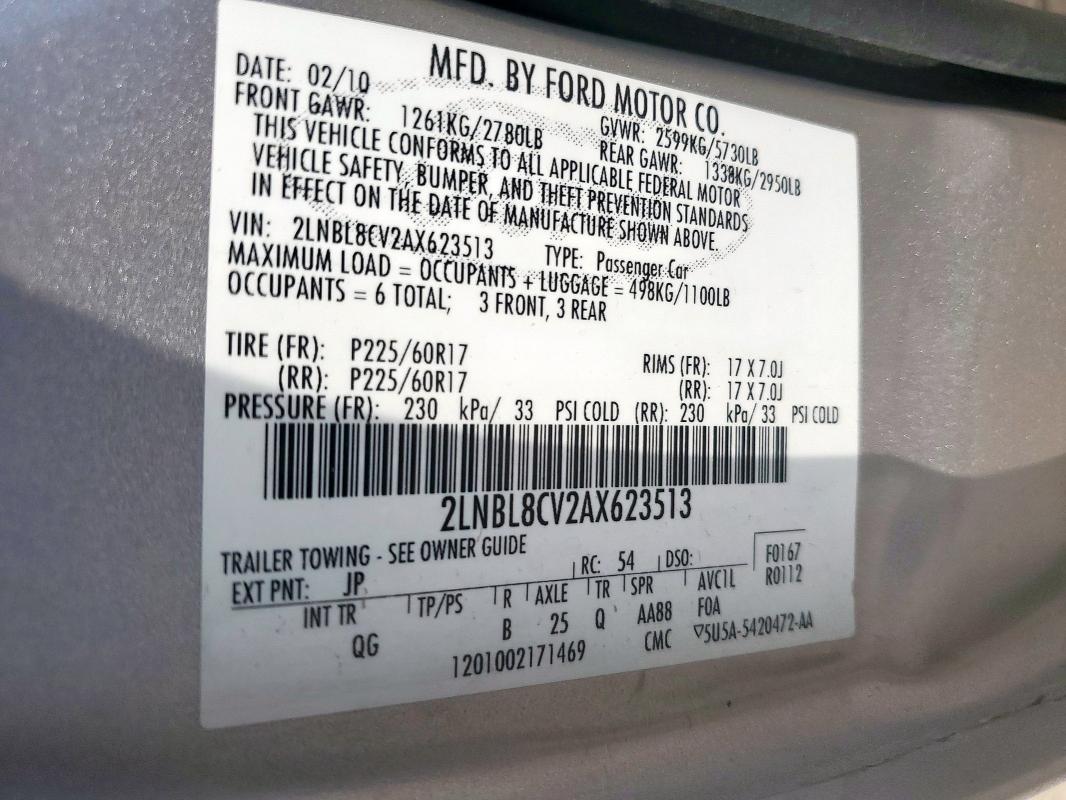 MFD. BY FORD MOTOR CO.
DATE: 02/10 GVWR: 2599KG/5730LB
FRONT GAWR: 1261KG/2780LB REAR GAWR: 1338KG/2950LB
THIS VEHICLE CONFORMS TO ALL APPLICABLE FEDERAL MOTOR
VEHICLE SAFETY, BUMPER, AND THEFT PREVENTION STANDARDS
IN EFFECT ON THE DATE OF MANUFACTURE SHOWN ABOVE.
VIN: 2LNBL8CV2AX623513 TYPE: Passenger Car
MAXIMUM LOAD = OCCUPANTS + LUGGAGE = 498KG/1100LB
OCCUPANTS = 6 TOTAL; 3 FRONT, 3 REAR
TIRE (FR): P225/60R17 RIMS (FR): 17 X 7.0J
(RR): P225/60R17 (RR): 17 X 7.0J
PRESSURE (FR): 230 kPa/ 33 PSI COLD (RR): 230 kPa/ 33 PSI COLD
2LNBL8CV2AX623513
TRAILER TOWING - SEE OWNER GUIDE
EXT PNT: JP RC: 54 DSO: F0167
R0112
INT TR TP/PS R AXLE TR SPR AVC1L
QG B 25 Q AA88 FOA
1201002171469 CMC ▽5U5A-5420472-AA